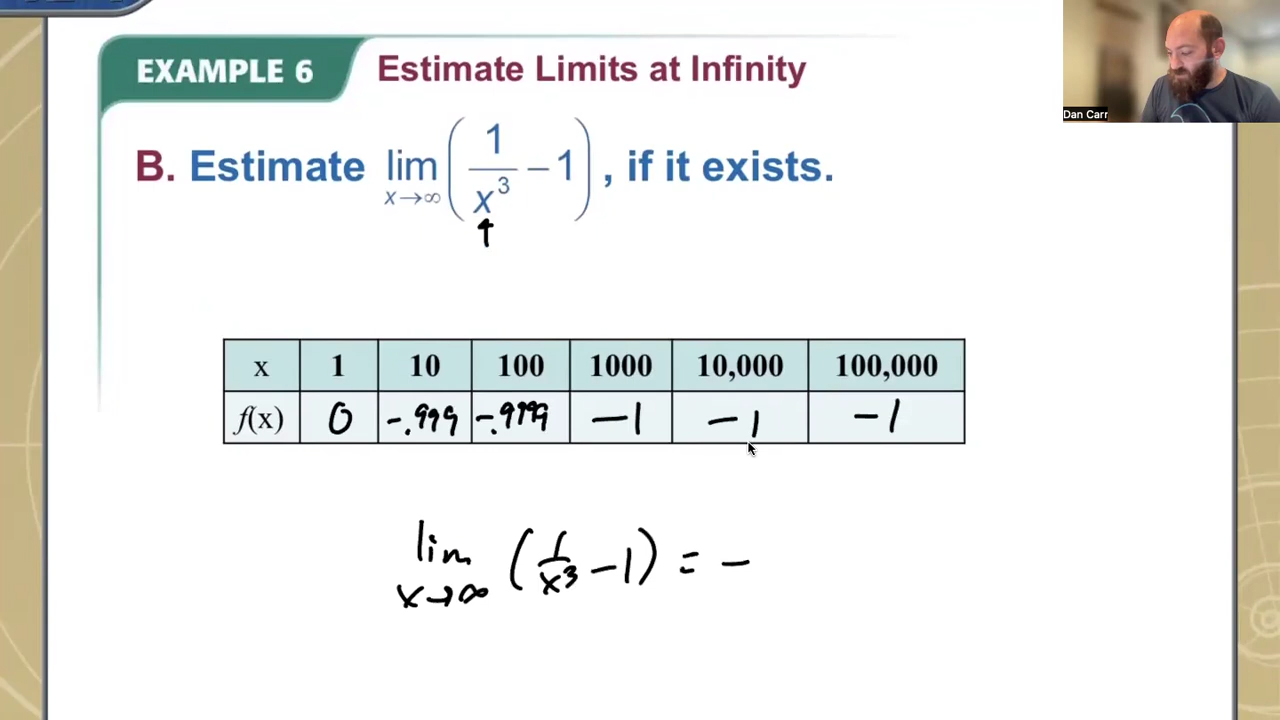 EXAMPLE 6 Estimate Limits at Infinity
Dan Carr
B. Estimate lim x→∞ ( 1 / x³ − 1 ) , if it exists.
x 1 10 100 1000 10,000 100,000
f(x) 0 -.999 -.9999 -1 -1 -1
lim x→∞ ( 1/x³ − 1 ) = −